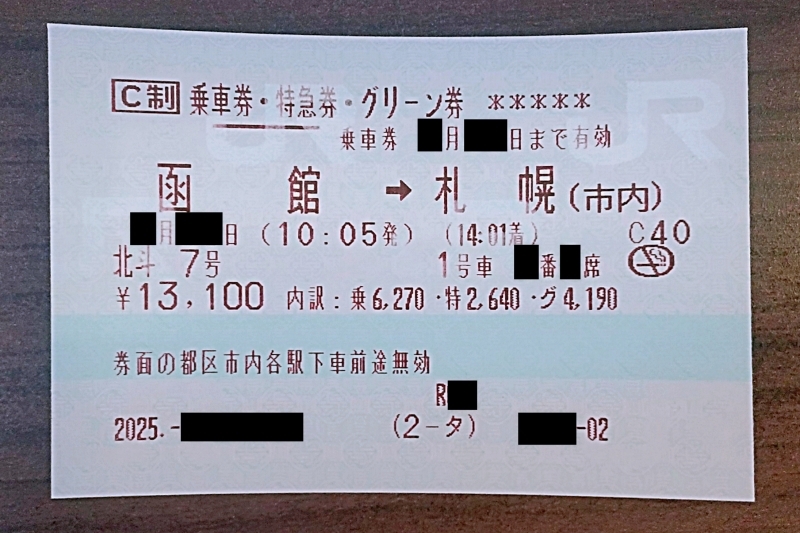 C制 乗車券・特急券・グリーン券 *****
乗車券 月 日まで有効
函館 → 札幌(市内)
月 日 (10:05発) (14:01着) C40
北斗 7号 1号車 番 席
¥13,100 内訳:乗6,270・特2,640・グ4,190
券面の都区市内各駅下車前途無効
R
2025.- (2-タ) -02